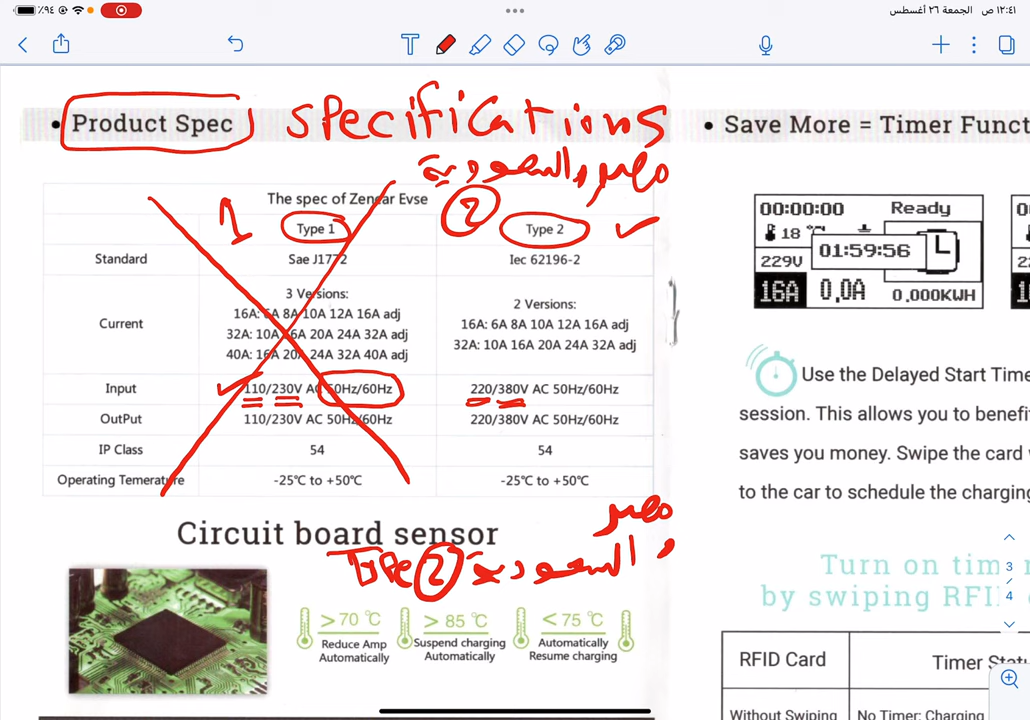 ٪٩٤
١٢:٤١ ص الجمعة ٢٦ أغسطس
• Product Spec
specifications
مصر والسعودية
The spec of Zencar Evse
1
2
Type 1
Type 2
Standard
Sae J1772
Iec 62196-2
Current
3 Versions:
16A: 6A 8A 10A 12A 16A adj
32A: 10A 16A 20A 24A 32A adj
40A: 16A 20A 24A 32A 40A adj
2 Versions:
16A: 6A 8A 10A 12A 16A adj
32A: 10A 16A 20A 24A 32A adj
Input
110/230V AC 50Hz/60Hz
220/380V AC 50Hz/60Hz
OutPut
110/230V AC 50Hz/60Hz
220/380V AC 50Hz/60Hz
IP Class
54
54
Operating Temerature
-25℃ to +50℃
-25℃ to +50℃
مصر
و السعودية Type 2
Circuit board sensor
>70 ℃
Reduce Amp
Automatically
> 85 ℃
Suspend charging
Automatically
<75 ℃
Automatically
Resume charging
• Save More = Timer Funct
00:00:00 Ready
18
229V
01:59:56
16A 0,0A 0.000KWH
Use the Delayed Start Time
session. This allows you to benefi
saves you money. Swipe the card
to the car to schedule the charging
Turn on tim
by swiping RFI
3
/
4
RFID Card
Timer Statu
Without Swiping
No Timer: Charging